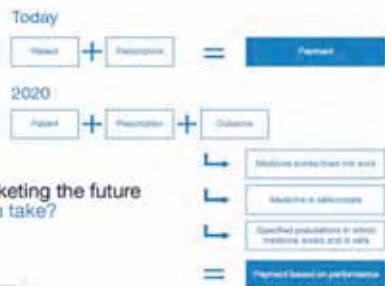 Today
Patient + Prescription = Payment
2020
Patient + Prescription + Outcome
Medicine works/does not work
keting the future
take?
Medicine is safe/unsafe
Specified populations in which
medicine works and is safe
= Payment based on performance